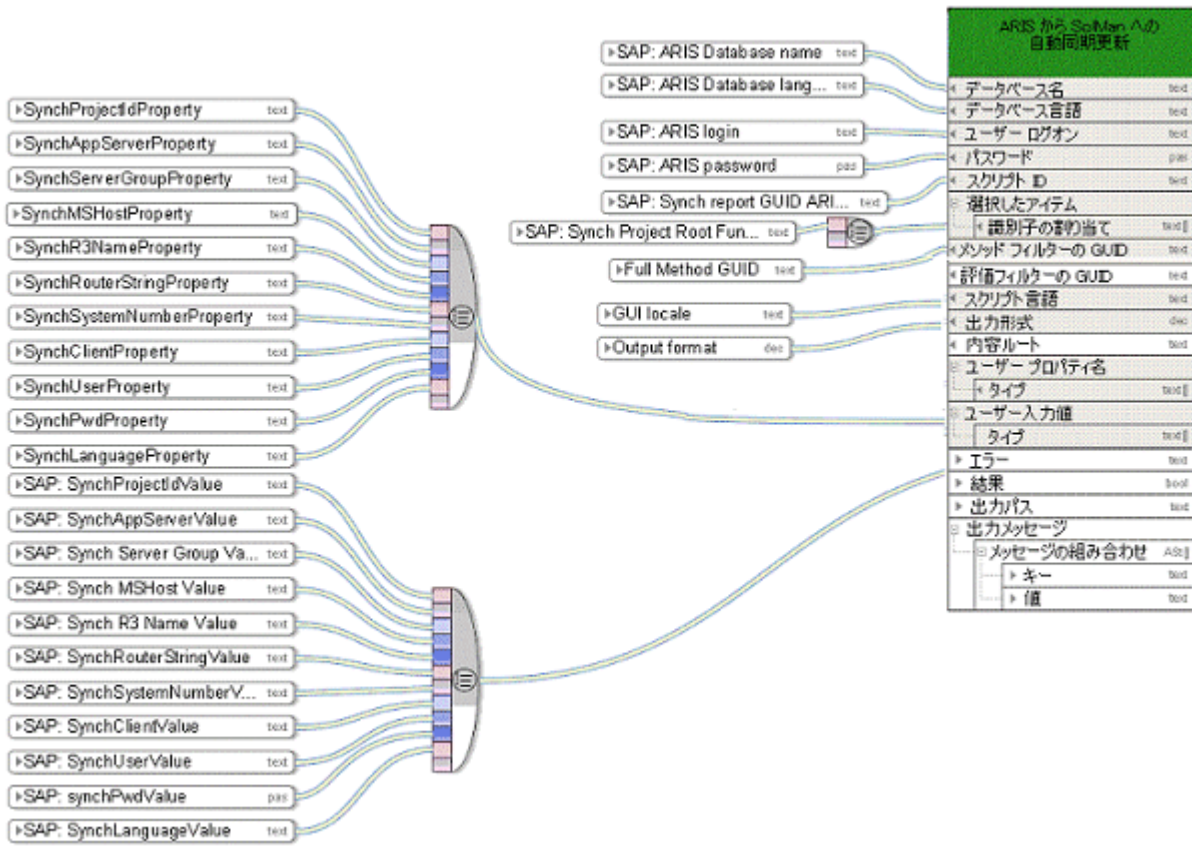 SynchProjectIdProperty text
SynchAppServerProperty text
SynchServerGroupProperty text
SynchMSHostProperty text
SynchR3NameProperty text
SynchRouterStringProperty text
SynchSystemNumberProperty text
SynchClientProperty text
SynchUserProperty text
SynchPwdProperty text
SynchLanguageProperty text
SAP: SynchProjectIdValue text
SAP: SynchAppServerValue text
SAP: Synch Server Group Va... text
SAP: Synch MSHost Value text
SAP: Synch R3 Name Value text
SAP: SynchRouterStringValue text
SAP: SynchSystemNumberV... text
SAP: SynchClientValue text
SAP: SynchUserValue text
SAP: synchPwdValue pas
SAP: SynchLanguageValue text
SAP: ARIS Database name text
SAP: ARIS Database lang... text
SAP: ARIS login text
SAP: ARIS password pas
SAP: Synch report GUID ARI... text
SAP: Synch Project Root Fun... text
Full Method GUID text
GUI locale text
Output format dec
ARIS から SolMan への
自動同期更新
データベース名 text
データベース言語 text
ユーザー ログオン text
パスワード pas
スクリプト ID text
選択したアイテム
識別子の割り当て text[]
メソッド フィルターの GUID text
評価フィルターの GUID text
スクリプト言語 text
出力形式 dec
内容ルート text
ユーザー プロパティ名
タイプ text[]
ユーザー入力値
タイプ text[]
エラー text
結果 bool
出力パス text
出力メッセージ
メッセージの組み合わせ ASt[]
キー text
値 text